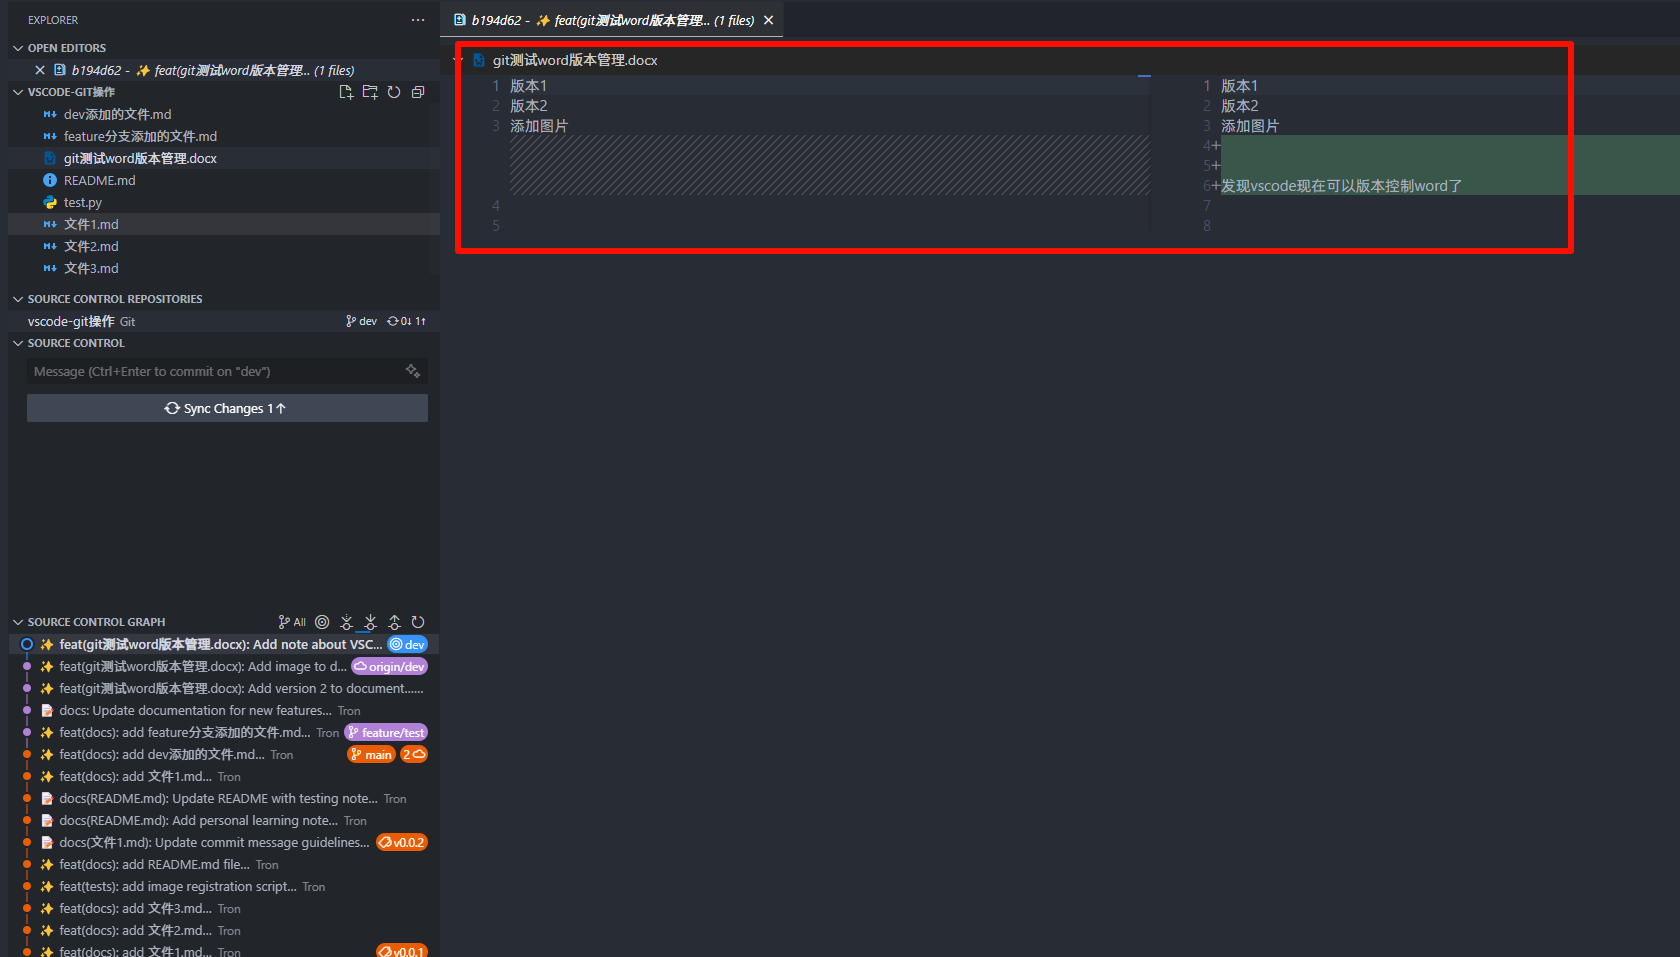 EXPLORER
OPEN EDITORS
b194d62 - ✨ feat(git测试word版本管理... (1 files)
VSCODE-GIT操作
dev添加的文件.md
feature分支添加的文件.md
git测试word版本管理.docx
README.md
test.py
文件1.md
文件2.md
文件3.md
SOURCE CONTROL REPOSITORIES
vscode-git操作 Git dev 0↓ 1↑
SOURCE CONTROL
Message (Ctrl+Enter to commit on "dev")
Sync Changes 1↑
SOURCE CONTROL GRAPH All
✨ feat(git测试word版本管理.docx): Add note about VSC... dev
✨ feat(git测试word版本管理.docx): Add image to d... origin/dev
✨ feat(git测试word版本管理.docx): Add version 2 to document......
docs: Update documentation for new features... Tron
✨ feat(docs): add feature分支添加的文件.md... Tron feature/test
✨ feat(docs): add dev添加的文件.md... Tron main 2
✨ feat(docs): add 文件1.md... Tron
docs(README.md): Update README with testing note... Tron
docs(README.md): Add personal learning note... Tron
docs(文件1.md): Update commit message guidelines... v0.0.2
✨ feat(docs): add README.md file... Tron
✨ feat(tests): add image registration script... Tron
✨ feat(docs): add 文件3.md... Tron
✨ feat(docs): add 文件2.md... Tron
✨ feat(docs): add 文件1.md... Tron v0.0.1
b194d62 - ✨ feat(git测试word版本管理... (1 files)
git测试word版本管理.docx
1 版本1
2 版本2
3 添加图片
4
5
1 版本1
2 版本2
3 添加图片
4+
5+
6+发现vscode现在可以版本控制word了
7
8